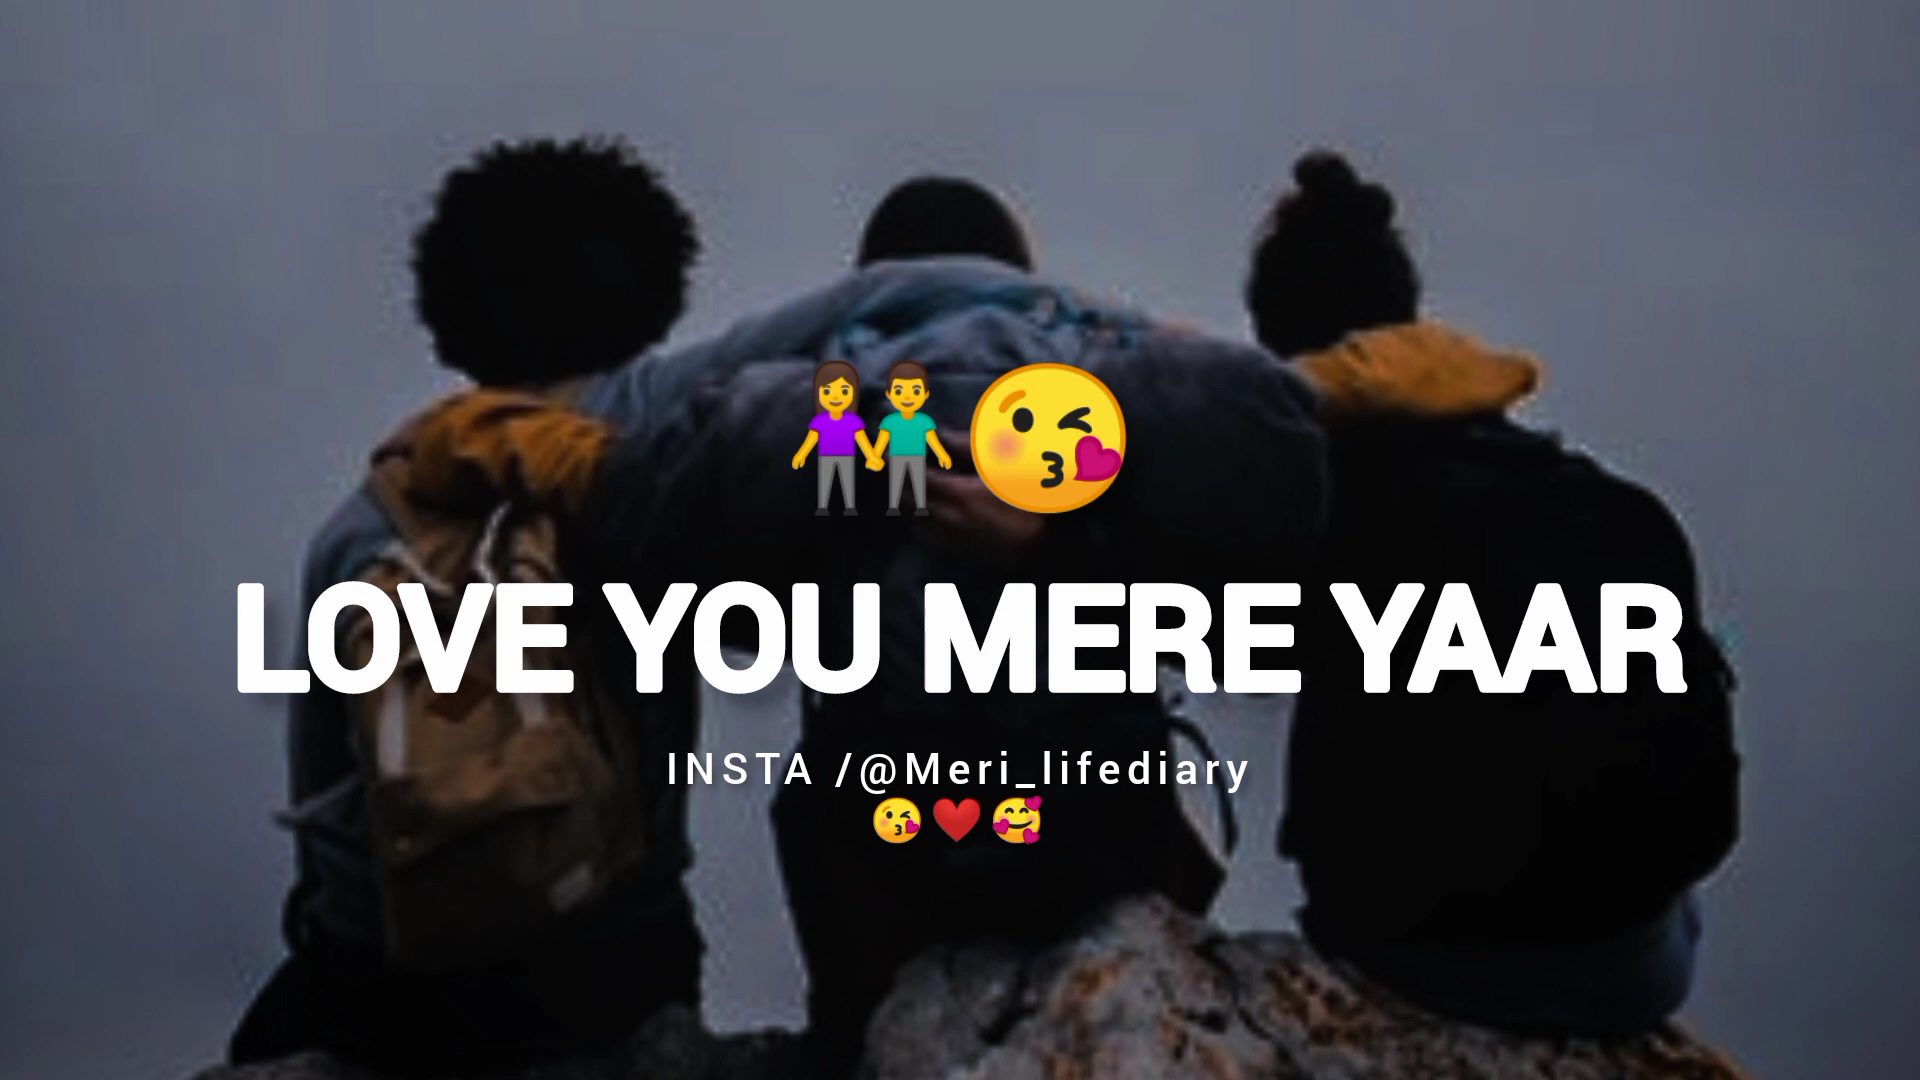 👫😘
LOVE YOU MERE YAAR
INSTA /@Meri_lifediary
😘❤️🥰